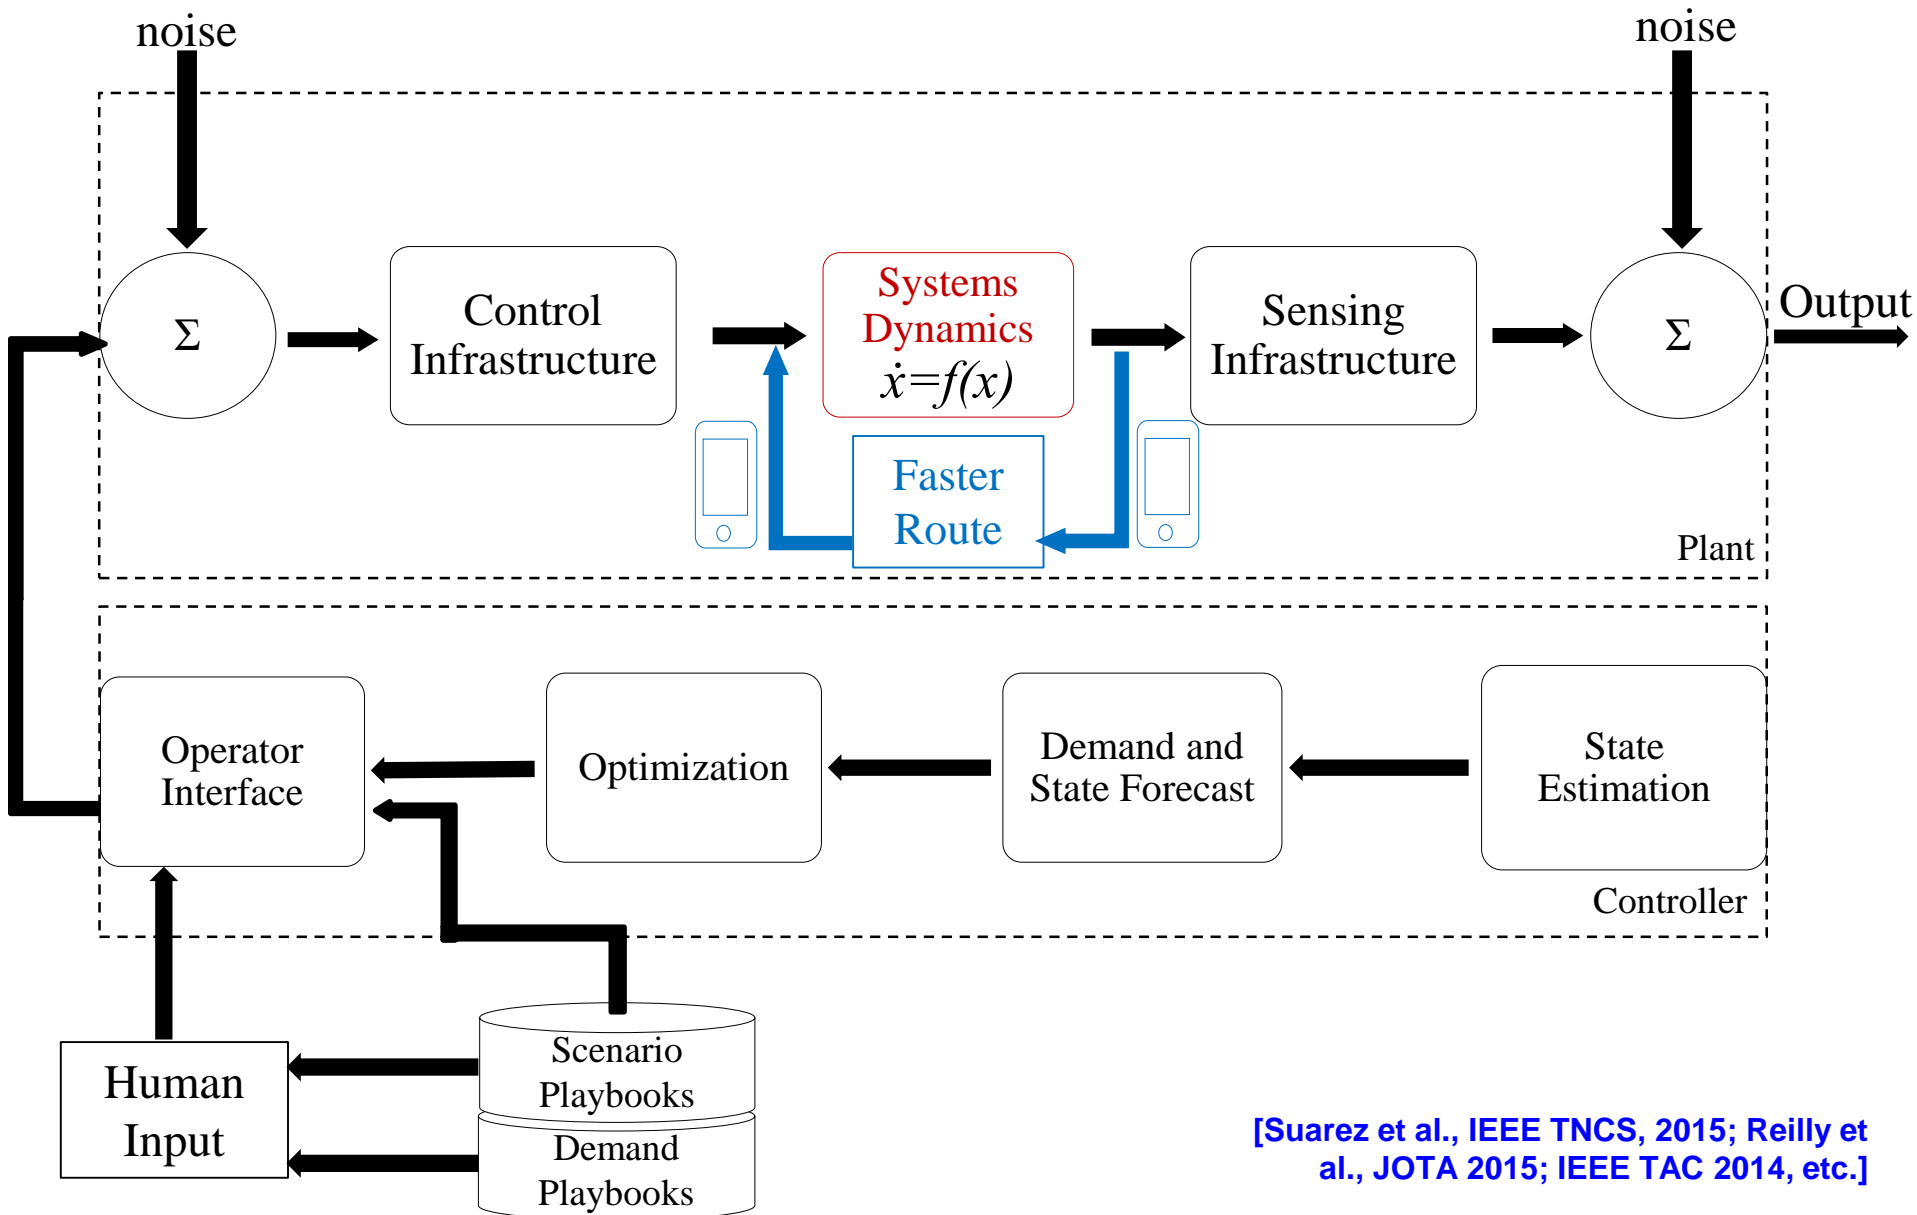 noise
noise
Σ
Control
Infrastructure
Systems
Dynamics
ẋ=f(x)
Sensing
Infrastructure
Σ
Output
Faster
Route
Plant
Operator
Interface
Optimization
Demand and
State Forecast
State
Estimation
Controller
Human
Input
Scenario
Playbooks
Demand
Playbooks
[Suarez et al., IEEE TNCS, 2015; Reilly et
al., JOTA 2015; IEEE TAC 2014, etc.]